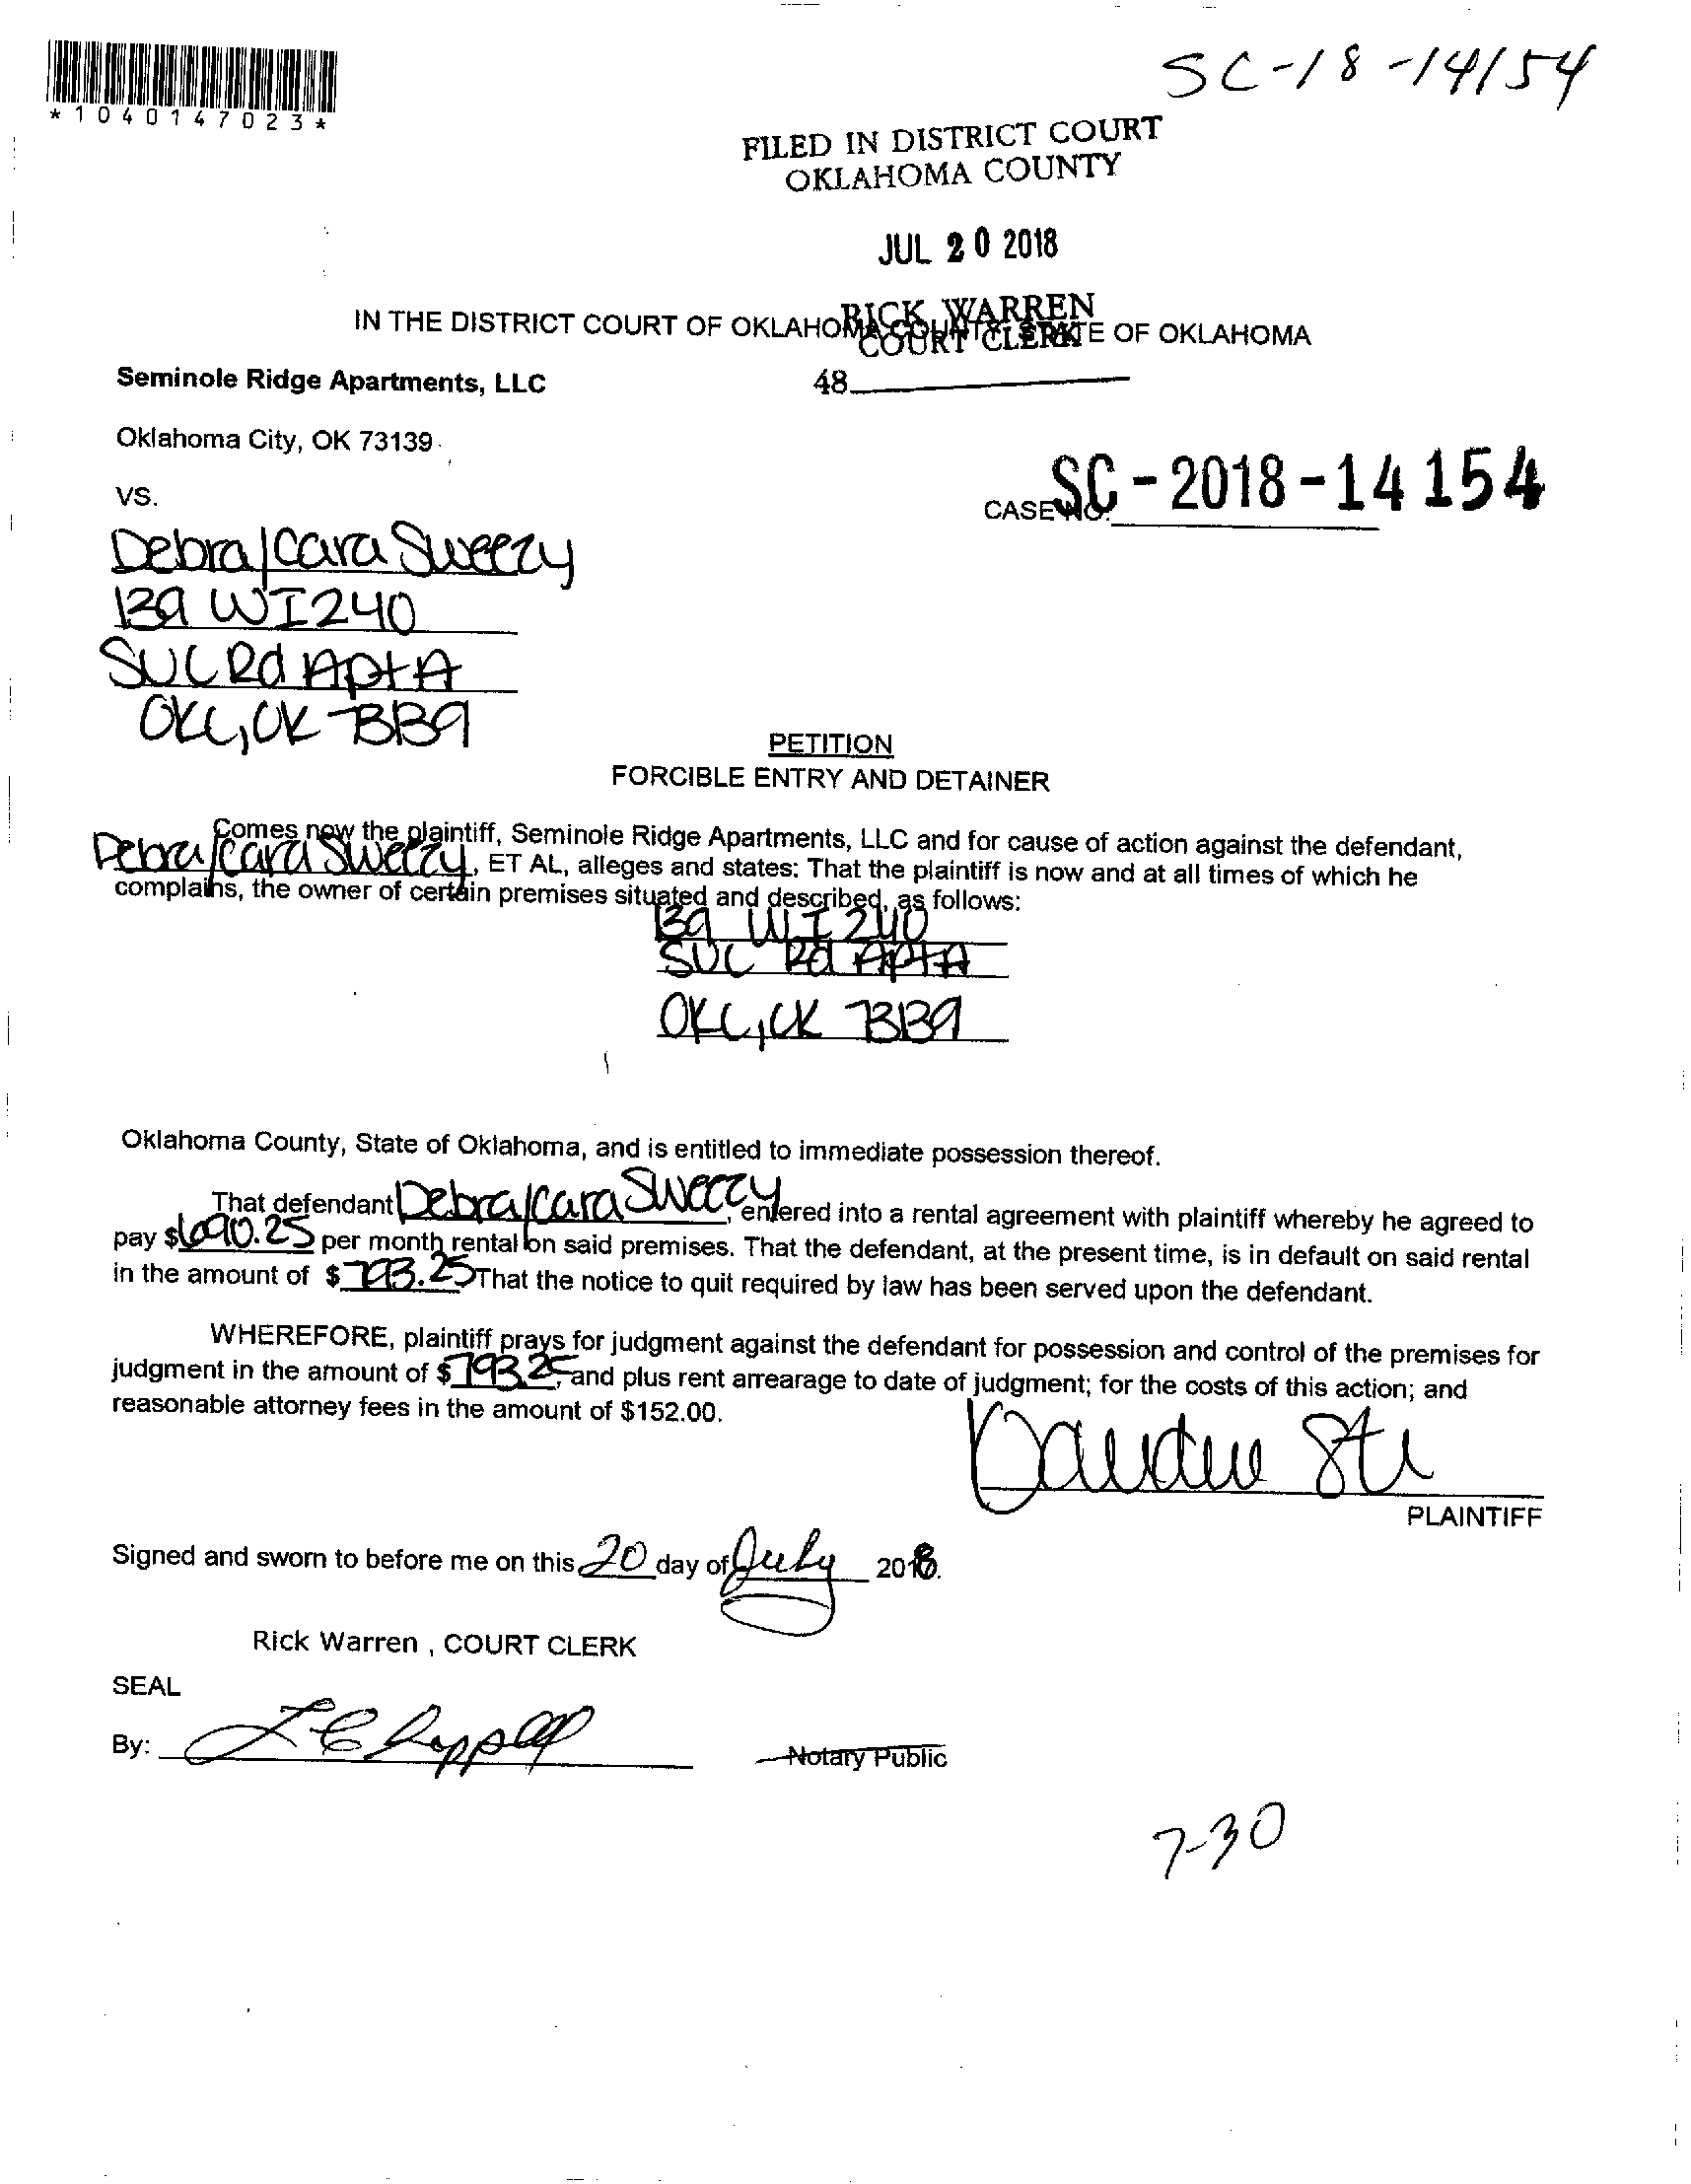 SC-18-14154
*1040147023*
FILED IN DISTRICT COURT
OKLAHOMA COUNTY
JUL 20 2018
RICK WARREN
COURT CLERK
IN THE DISTRICT COURT OF OKLAHOMA COUNTY, STATE OF OKLAHOMA
Seminole Ridge Apartments, LLC
48
Oklahoma City, OK 73139
VS.
CASE NO. SC-2018-14154
Debra/Cara Sweezy
139 W I 240
SVC Rd Apt A
OKC, OK 73139
PETITION
FORCIBLE ENTRY AND DETAINER
Comes now the plaintiff, Seminole Ridge Apartments, LLC and for cause of action against the defendant,
Debra/Cara Sweezy, ET AL, alleges and states: That the plaintiff is now and at all times of which he
complains, the owner of certain premises situated and described, as follows:
139 W I 240
SVC Rd Apt A
OKC, OK 73139
Oklahoma County, State of Oklahoma, and is entitled to immediate possession thereof.
That defendant Debra/Cara Sweezy, entered into a rental agreement with plaintiff whereby he agreed to
pay $690.25 per month rental on said premises. That the defendant, at the present time, is in default on said rental
in the amount of $793.25 That the notice to quit required by law has been served upon the defendant.
WHEREFORE, plaintiff prays for judgment against the defendant for possession and control of the premises for
judgment in the amount of $793.25, and plus rent arrearage to date of judgment; for the costs of this action; and
reasonable attorney fees in the amount of $152.00.
PLAINTIFF
Signed and sworn to before me on this 20 day of July 2018.
Rick Warren , COURT CLERK
SEAL
By:
Notary Public
7-30